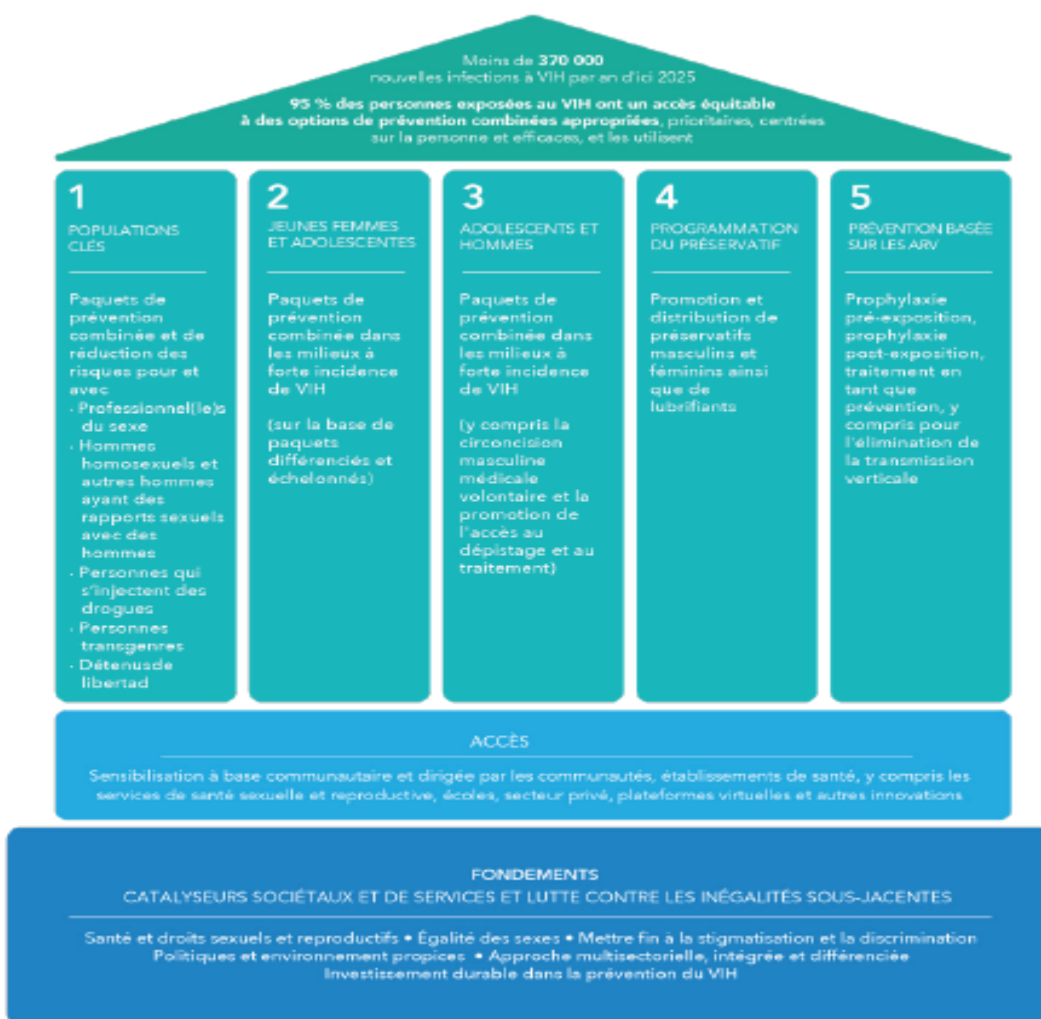 Moins de 370 000
nouvelles infections à VIH par an d'ici 2025
95 % des personnes exposées au VIH ont un accès équitable
à des options de prévention combinées appropriées, prioritaires, centrées
sur la personne et efficaces, et les utilisent
1
POPULATIONS
CLÉS
Paquets de
prévention
combinée et de
réduction des
risques pour et
avec
· Professionnel(le)s
du sexe
· Hommes
homosexuels et
autres hommes
ayant des
rapports sexuels
avec des
hommes
· Personnes qui
s'injectent des
drogues
· Personnes
transgenres
· Détenusde
libertad
2
JEUNES FEMMES
ET ADOLESCENTES
Paquets de
prévention
combinée dans
les milieux à
forte incidence
de VIH
(sur la base de
paquets
différenciés et
échelonnés)
3
ADOLESCENTS ET
HOMMES
Paquets de
prévention
combinée dans
les milieux à
forte incidence
de VIH
(y compris la
circoncision
masculine
médicale
volontaire et la
promotion de
l'accès au
dépistage et au
traitement)
4
PROGRAMMATION
DU PRÉSERVATIF
Promotion et
distribution de
préservatifs
masculins et
féminins ainsi
que de
lubrifiants
5
PRÉVENTION BASÉE
SUR LES ARV
Prophylaxie
pré-exposition,
prophylaxie
post-exposition,
traitement en
tant que
prévention, y
compris pour
l'élimination de
la transmission
verticale
ACCÈS
Sensibilisation à base communautaire et dirigée par les communautés, établissements de santé, y compris les
services de santé sexuelle et reproductive, écoles, secteur privé, plateformes virtuelles et autres innovations
FONDEMENTS
CATALYSEURS SOCIÉTAUX ET DE SERVICES ET LUTTE CONTRE LES INÉGALITÉS SOUS-JACENTES
Santé et droits sexuels et reproductifs • Égalité des sexes • Mettre fin à la stigmatisation et la discrimination
Politiques et environnement propices • Approche multisectorielle, intégrée et différenciée
Investissement durable dans la prévention du VIH